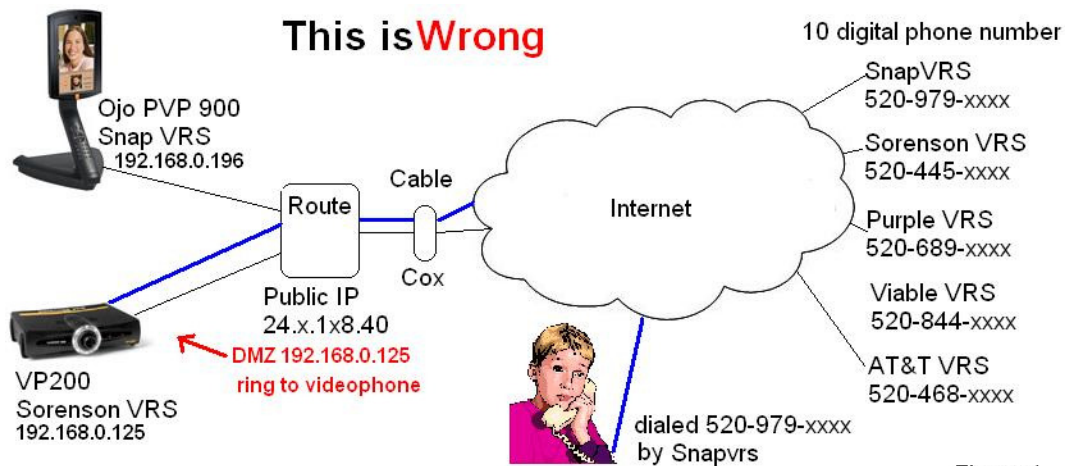 This is Wrong
10 digital phone number
Ojo PVP 900
Snap VRS
192.168.0.196
Route
Cable
Cox
Internet
Public IP
24.x.1x8.40
DMZ 192.168.0.125
ring to videophone
VP200
Sorenson VRS
192.168.0.125
SnapVRS
520-979-xxxx
Sorenson VRS
520-445-xxxx
Purple VRS
520-689-xxxx
Viable VRS
520-844-xxxx
AT&T VRS
520-468-xxxx
dialed 520-979-xxxx
by Snapvrs